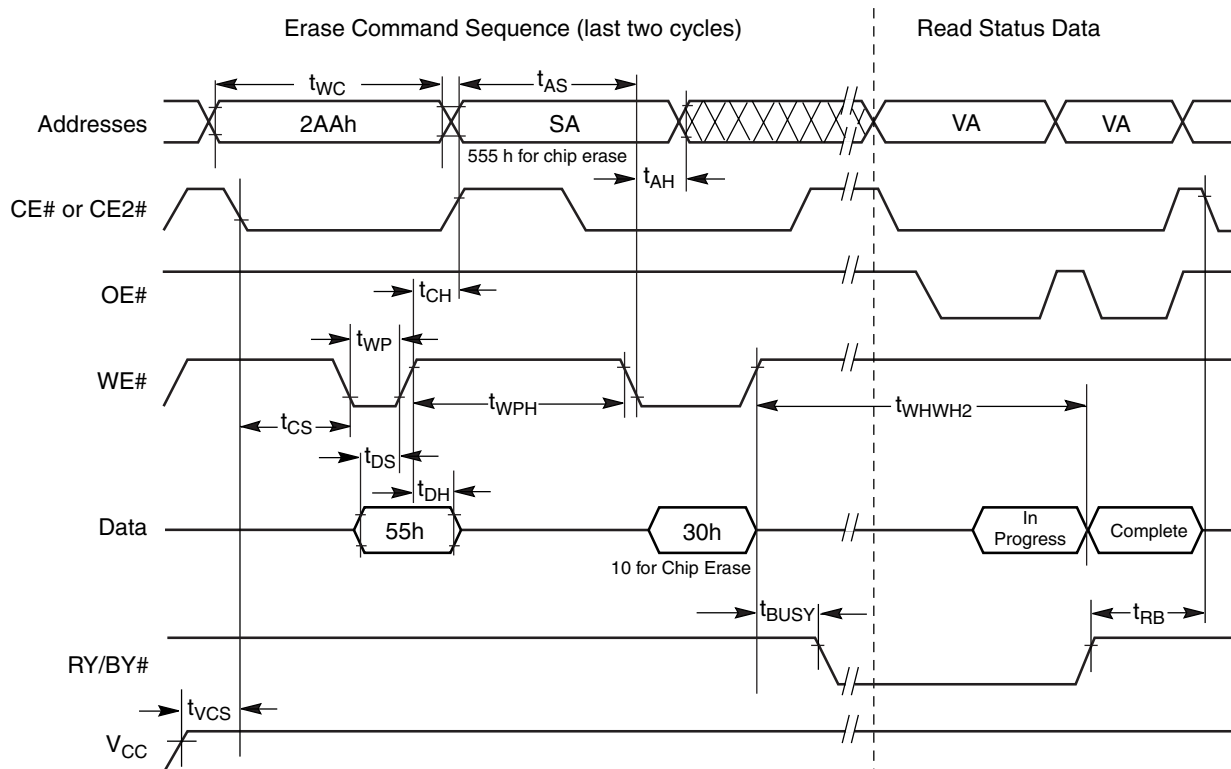 Erase Command Sequence (last two cycles)
Read Status Data
tWC
tAS
Addresses
2AAh
SA
VA
VA
555 h for chip erase
tAH
CE# or CE2#
OE#
tCH
tWP
WE#
tWPH
tWHWH2
tCS
tDS
tDH
Data
55h
30h
In
Progress
Complete
10 for Chip Erase
tBUSY
tRB
RY/BY#
tVCS
VCC